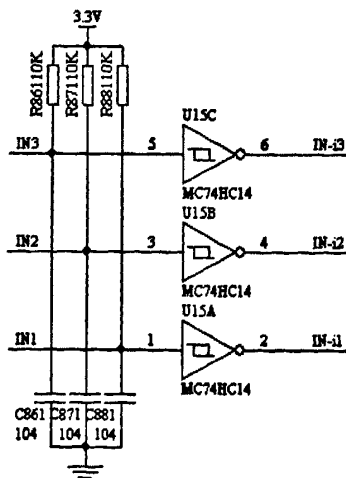 3.3V
R86110K
R87110K
R88110K
U15C
IN3 5 6 IN-i3
MC74HC14
U15B
IN2 3 4 IN-i2
MC74HC14
U15A
IN1 1 2 IN-i1
MC74HC14
C861 C871 C881
104 104 104